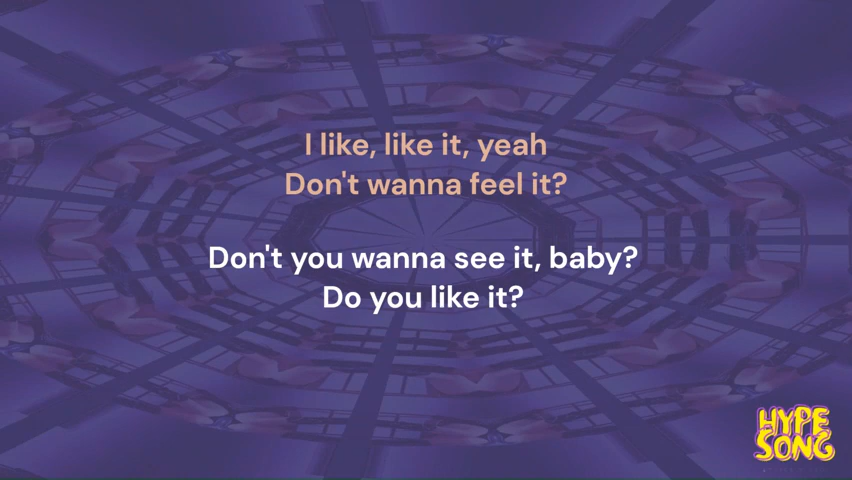 I like, like it, yeah
Don't wanna feel it?
Don't you wanna see it, baby?
Do you like it?
HYPE
SONG